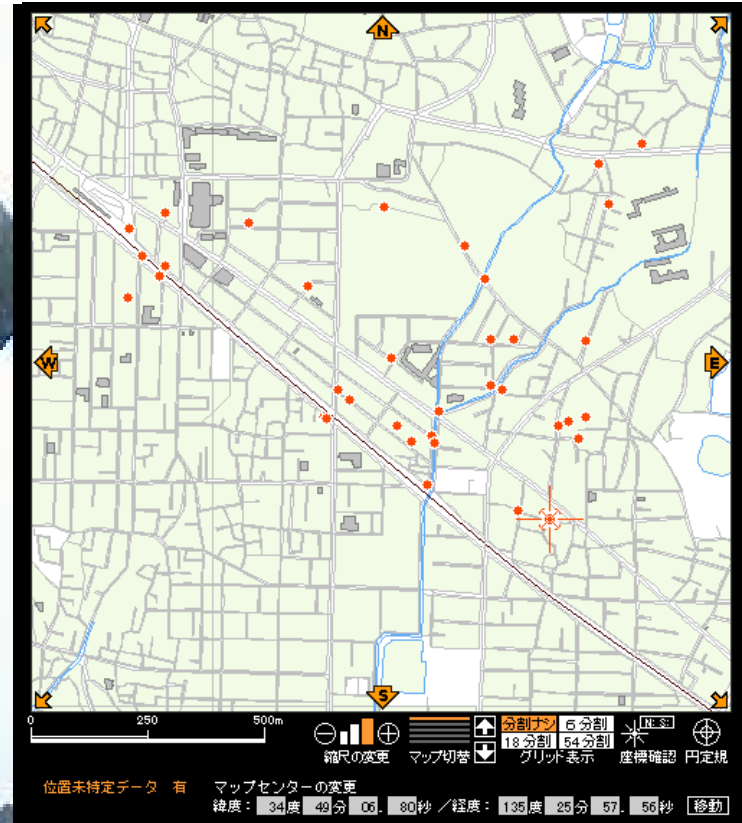 N
W
E
S
0 250 500m
縮尺の変更
マップ切替
分割ナシ 6分割
18分割 54分割
グリッド表示
N: S:
座標確認
円定規
位置未特定データ 有
マップセンターの変更
緯度： 34度 49分 06. 80秒 ／経度： 135度 25分 57. 56秒 移動